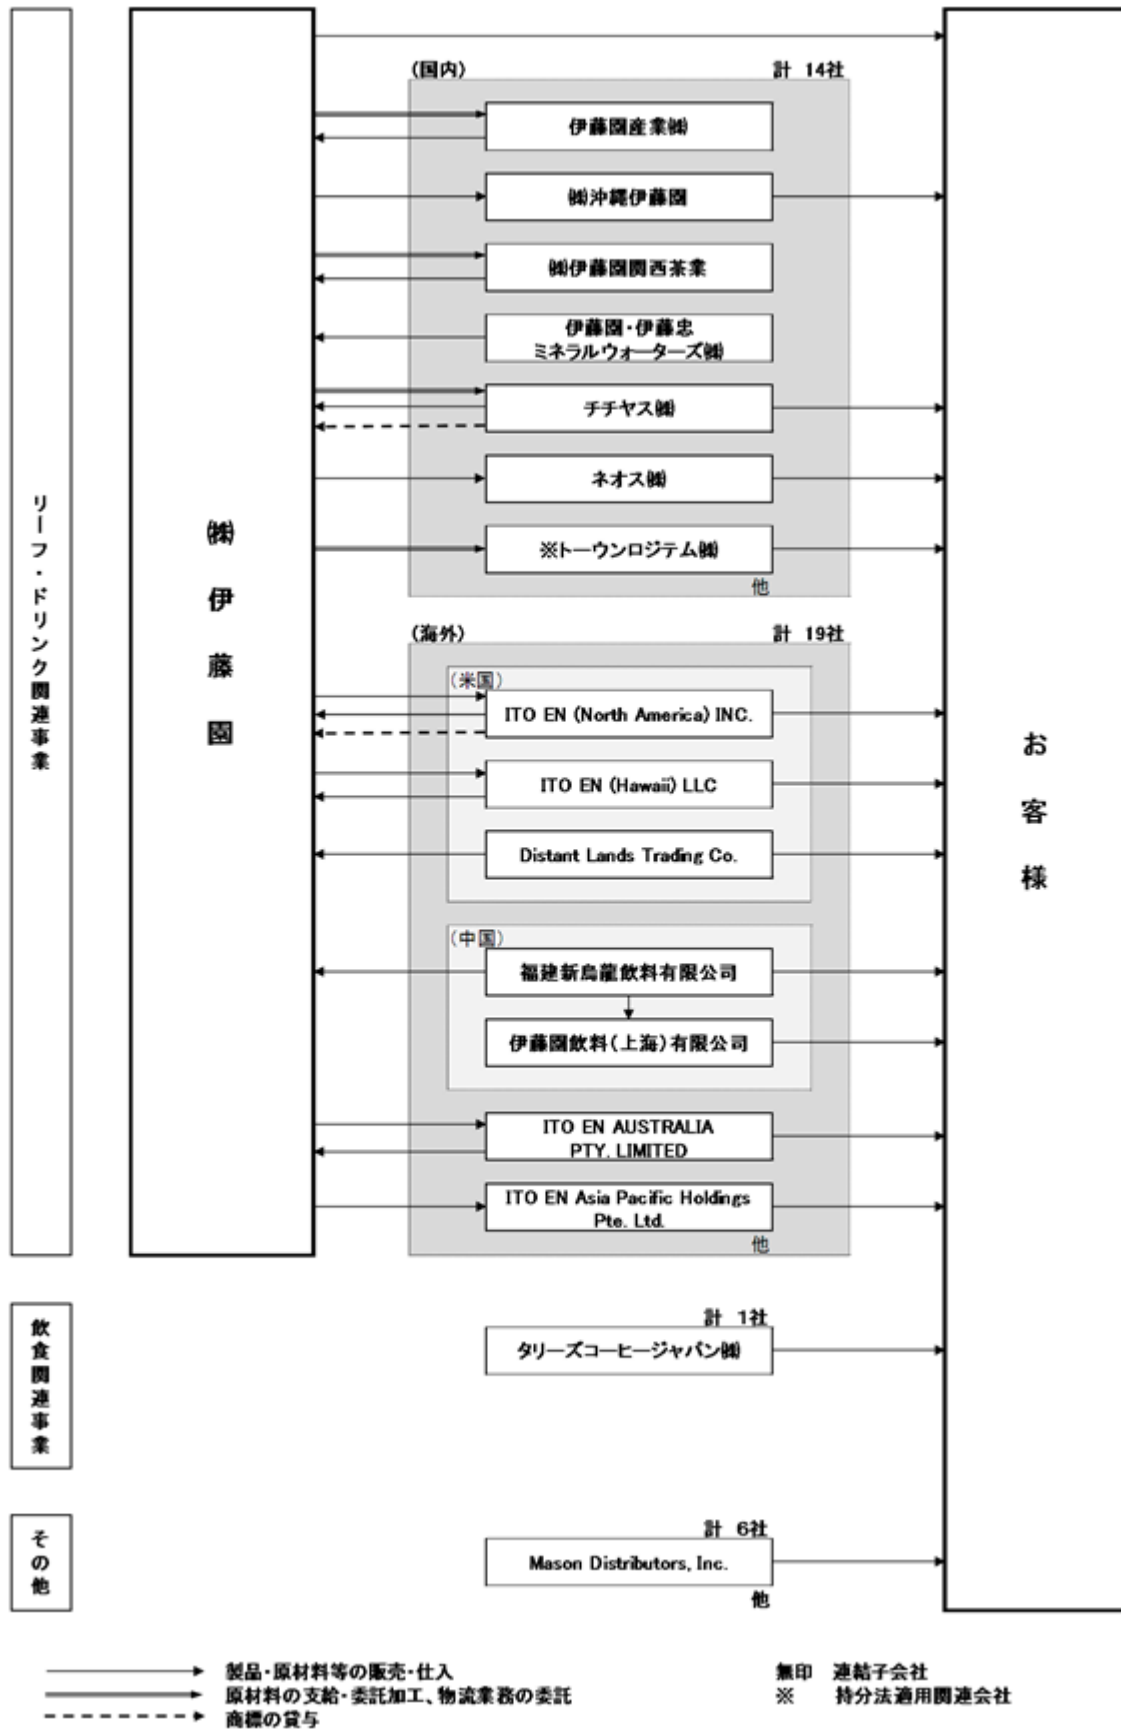 リーフ・ドリンク関連事業
㈱伊藤園
(国内) 計 14社
伊藤園産業㈱
㈱沖縄伊藤園
㈱伊藤園関西茶業
伊藤園・伊藤忠
ミネラルウォーターズ㈱
チチヤス㈱
ネオス㈱
※トーウンロジテム㈱
他
(海外) 計 19社
(米国)
ITO EN (North America) INC.
ITO EN (Hawaii) LLC
Distant Lands Trading Co.
(中国)
福建新烏龍飲料有限公司
伊藤園飲料(上海)有限公司
ITO EN AUSTRALIA
PTY. LIMITED
ITO EN Asia Pacific Holdings
Pte. Ltd.
他
お客様
飲食関連事業
計 1社
タリーズコーヒージャパン㈱
その他
計 6社
Mason Distributors, Inc.
他
製品・原材料等の販売・仕入
原材料の支給・委託加工、物流業務の委託
商標の貸与
無印 連結子会社
※ 持分法適用関連会社